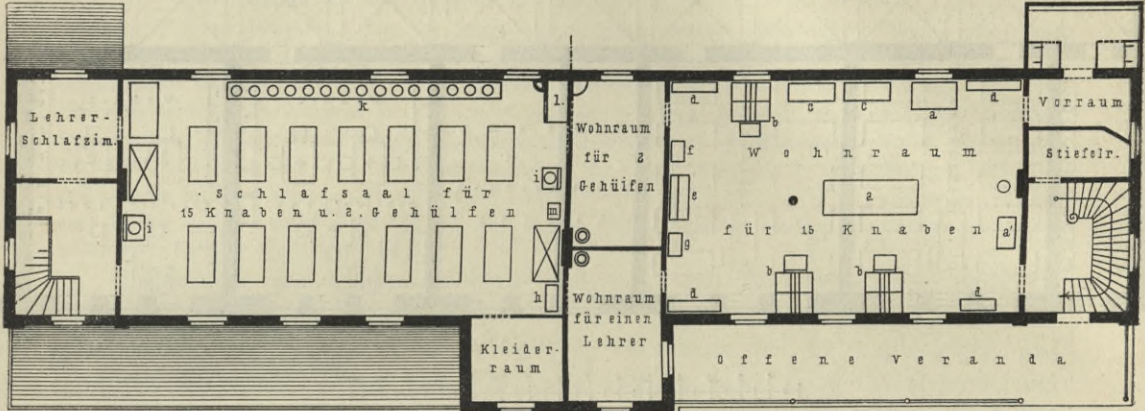 Lehrer-
Schlafzim.
k
l.
Schlafsaal für
15 Knaben u. 2. Gehülfen
i
i
m
h
Kleider-
raum
Wohnraum
für 2
Gehülfen
Wohnraum
für einen
Lehrer
d
b
c
c
a
d
f
Wohnraum
e
a
für 15 Knaben
g
a'
b
b
d
d
Vorraum
Stiefelr.
Offene Veranda